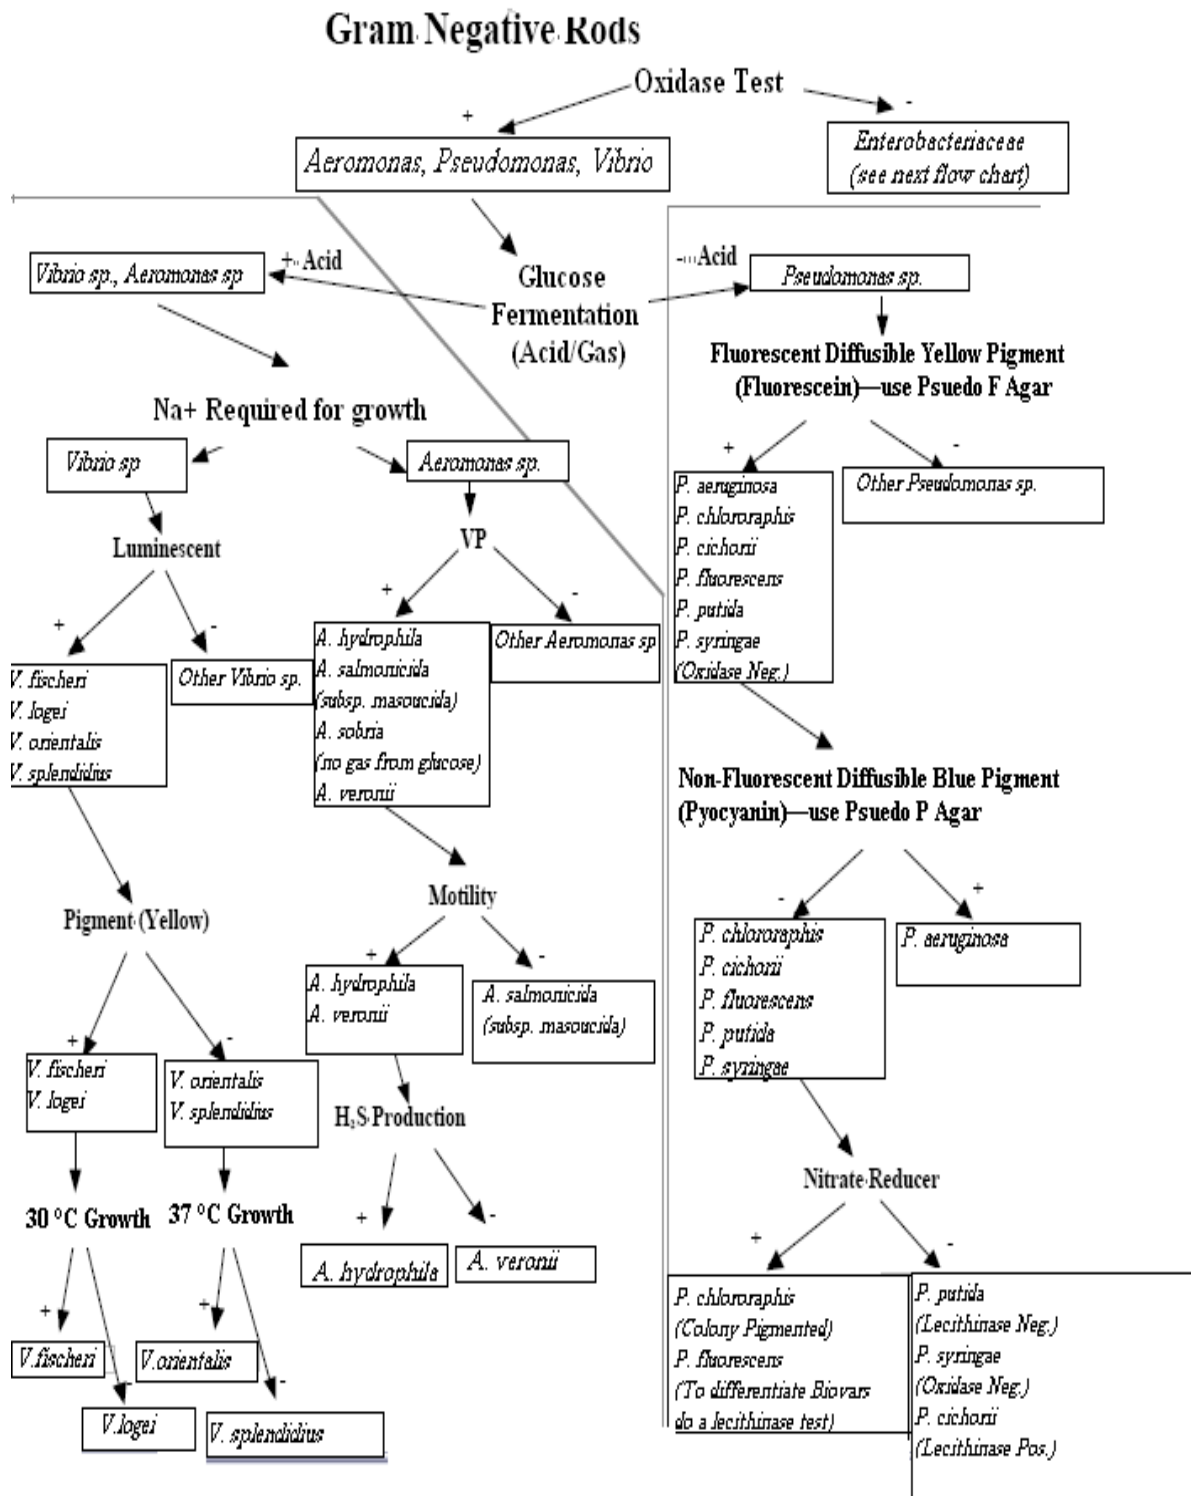 Gram Negative Rods
Oxidase Test
+
-
Aeromonas, Pseudomonas, Vibrio
Enterobacteriaceae
(see next flow chart)
Vibrio sp., Aeromonas sp
+ Acid
Glucose
Fermentation
(Acid/Gas)
- Acid
Pseudomonas sp.
Na+ Required for growth
Vibrio sp
Aeromonas sp.
Luminescent
+
-
V. fischeri
V. logei
V. orientalis
V. splendidius
Other Vibrio sp.
VP
+
-
A. hydrophila
A. salmonicida
(subsp. masoucida)
A. sobria
(no gas from glucose)
A. veronii
Other Aeromonas sp
Pigment (Yellow)
+
-
V. fischeri
V. logei
V. orientalis
V. splendidius
30 °C Growth
37 °C Growth
+
-
V.fischeri
V.logei
+
-
V.orientalis
V. splendidius
Motility
+
-
A. hydrophila
A. veronii
A. salmonicida
(subsp. masoucida)
H₂S Production
+
-
A. hydrophila
A. veronii
Fluorescent Diffusible Yellow Pigment
(Fluorescein)—use Psuedo F Agar
+
-
P. aeruginosa
P. chlororaphis
P. cichorii
P. fluorescens
P. putida
P. syringae
(Oxidase Neg.)
Other Pseudomonas sp.
Non-Fluorescent Diffusible Blue Pigment
(Pyocyanin)—use Psuedo P Agar
-
+
P. chlororaphis
P. cichorii
P. fluorescens
P. putida
P. syringae
P. aeruginosa
Nitrate Reducer
+
-
P. chlororaphis
(Colony Pigmented)
P. fluorescens
(To differentiate Biovars
do a lecithinase test)
P. putida
(Lecithinase Neg.)
P. syringae
(Oxidase Neg.)
P. cichorii
(Lecithinase Pos.)